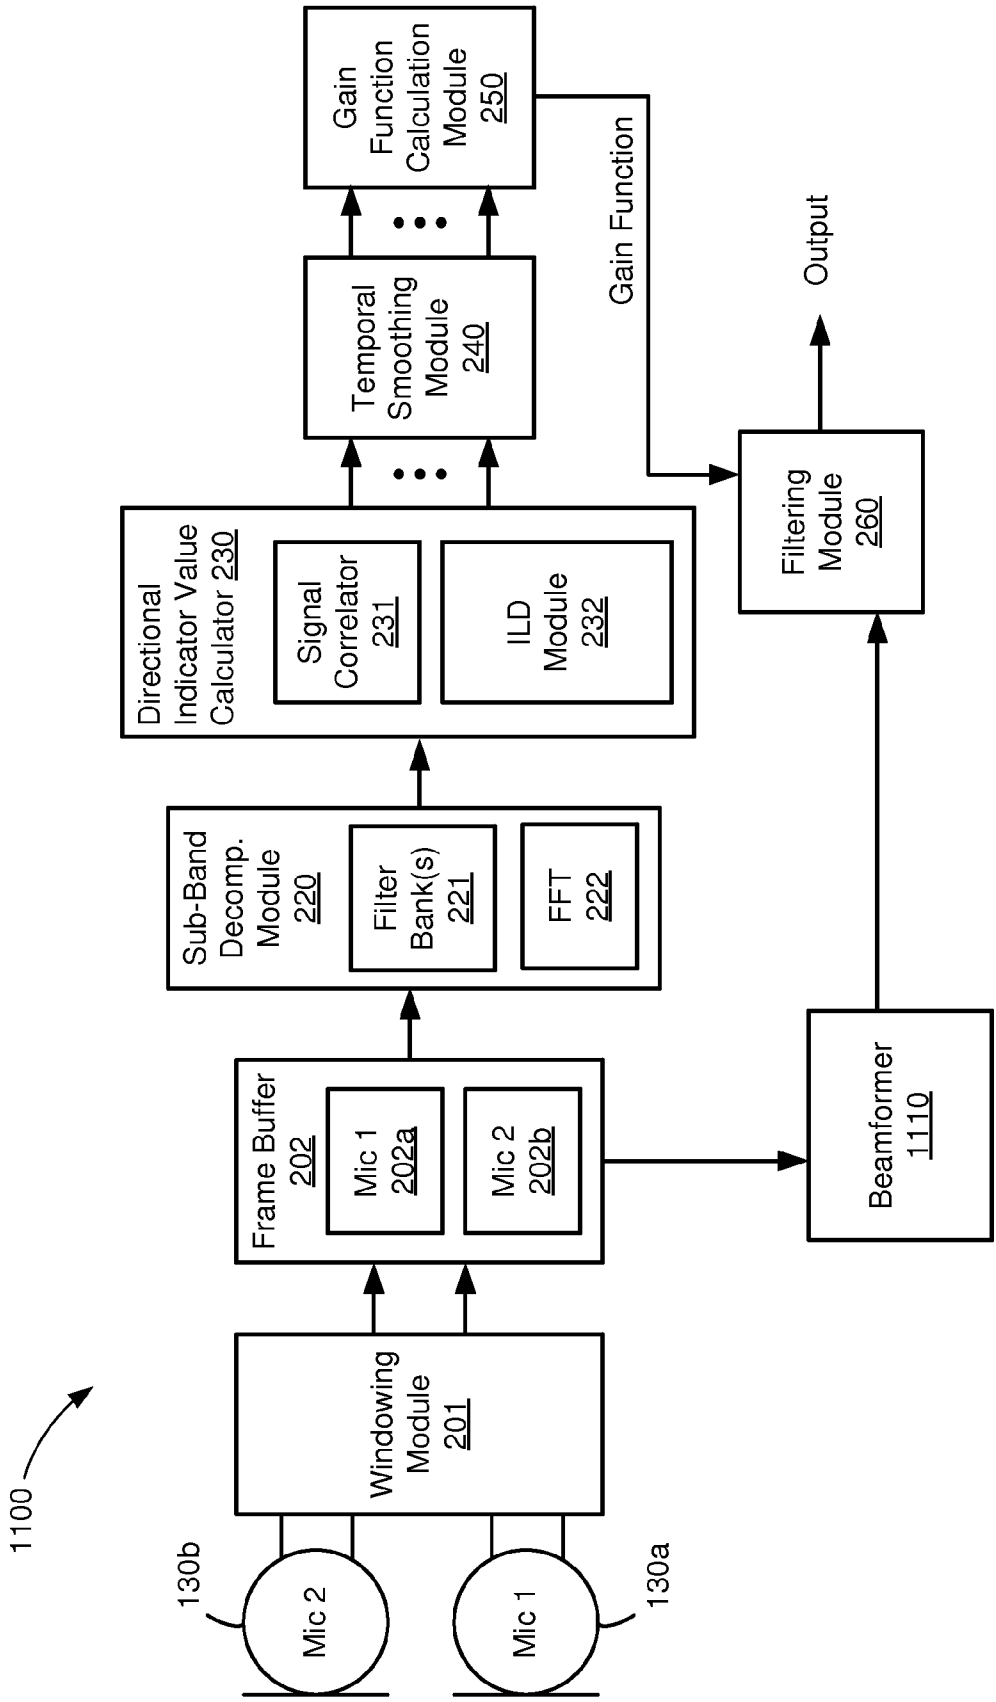 1100
130b
Mic 2
Mic 1
130a
Windowing
Module
201
Frame Buffer
202
Mic 1
202a
Mic 2
202b
Sub-Band
Decomp.
Module
220
Filter
Bank(s)
221
FFT
222
Directional
Indicator Value
Calculator 230
Signal
Correlator
231
ILD
Module
232
Temporal
Smoothing
Module
240
Gain
Function
Calculation
Module
250
Gain Function
Beamformer
1110
Filtering
Module
260
Output